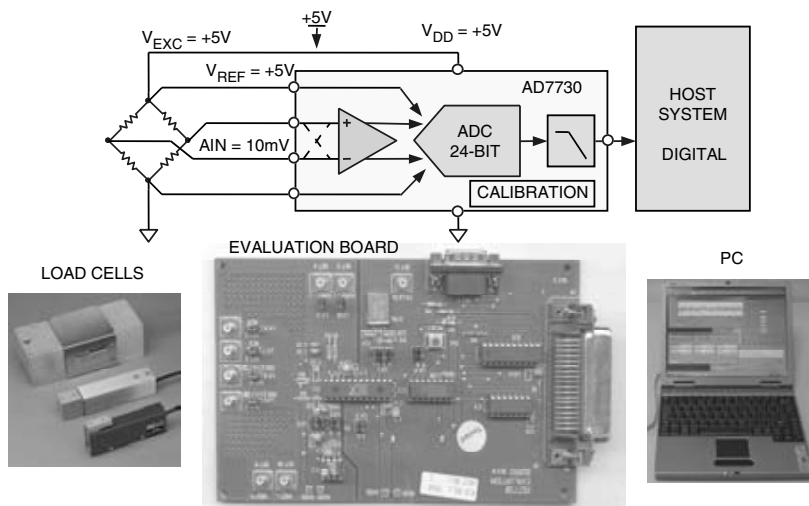 +5V
V_EXC = +5V
V_DD = +5V
V_REF = +5V
AD7730
AIN = 10mV
+
−
ADC
24-BIT
CALIBRATION
HOST
SYSTEM
DIGITAL
EVALUATION BOARD
LOAD CELLS
PC